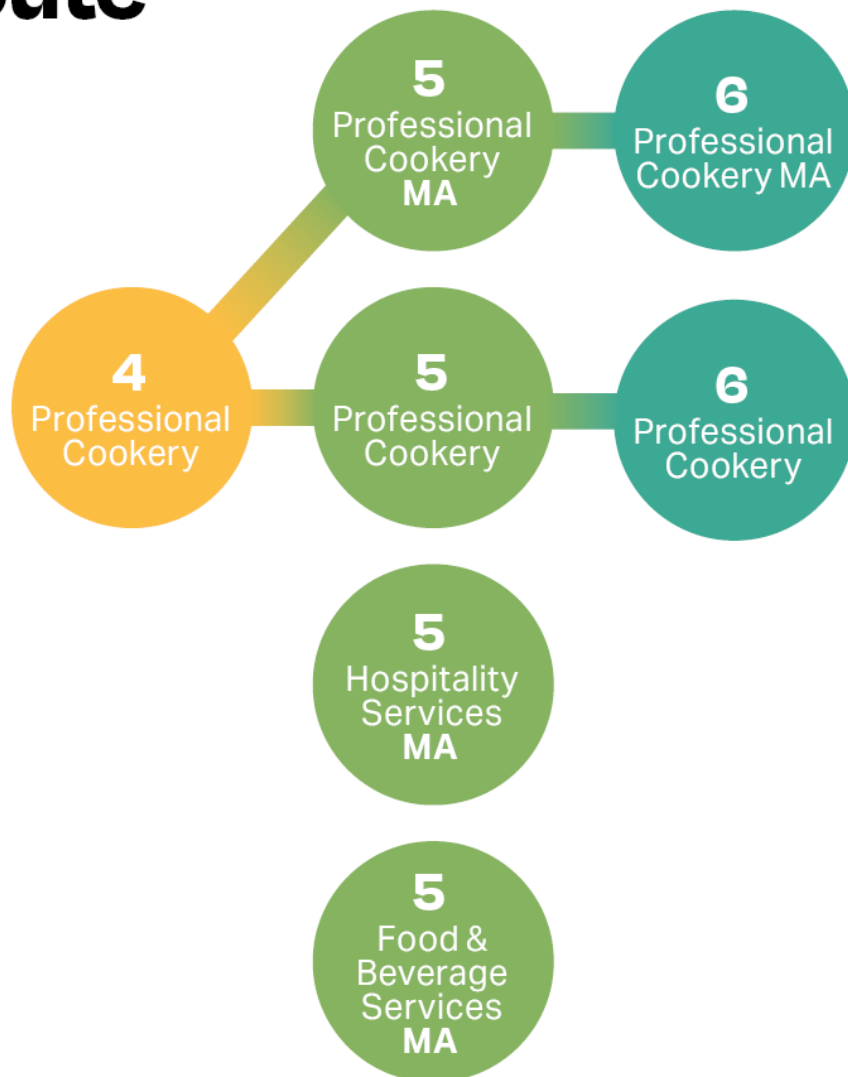 5
Professional
Cookery
MA
6
Professional
Cookery MA
4
Professional
Cookery
5
Professional
Cookery
6
Professional
Cookery
5
Hospitality
Services
MA
5
Food &
Beverage
Services
MA